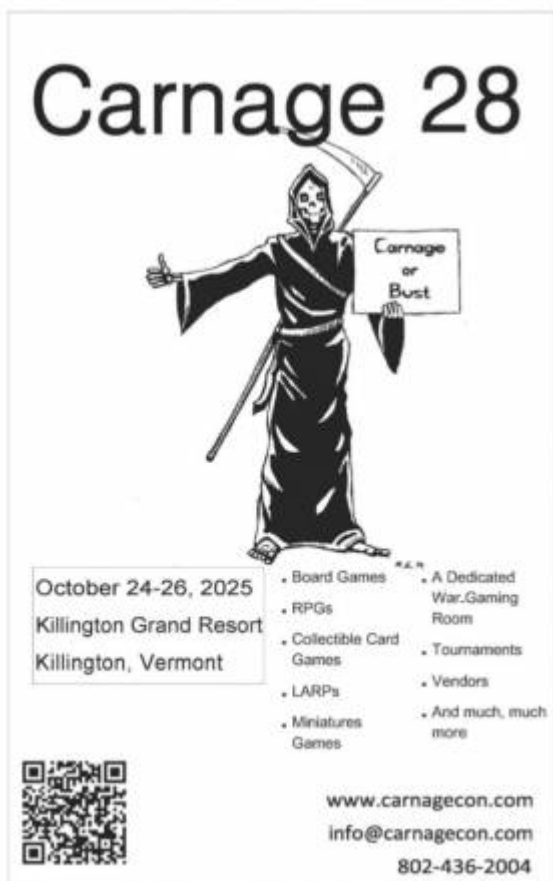 Carnage 28
Carnage
or
Bust
October 24-26, 2025
Killington Grand Resort
Killington, Vermont
• Board Games
• RPGs
• Collectible Card
Games
• LARPs
• Miniatures
Games
• A Dedicated
War-Gaming
Room
• Tournaments
• Vendors
• And much, much
more
www.carnagecon.com
info@carnagecon.com
802-436-2004